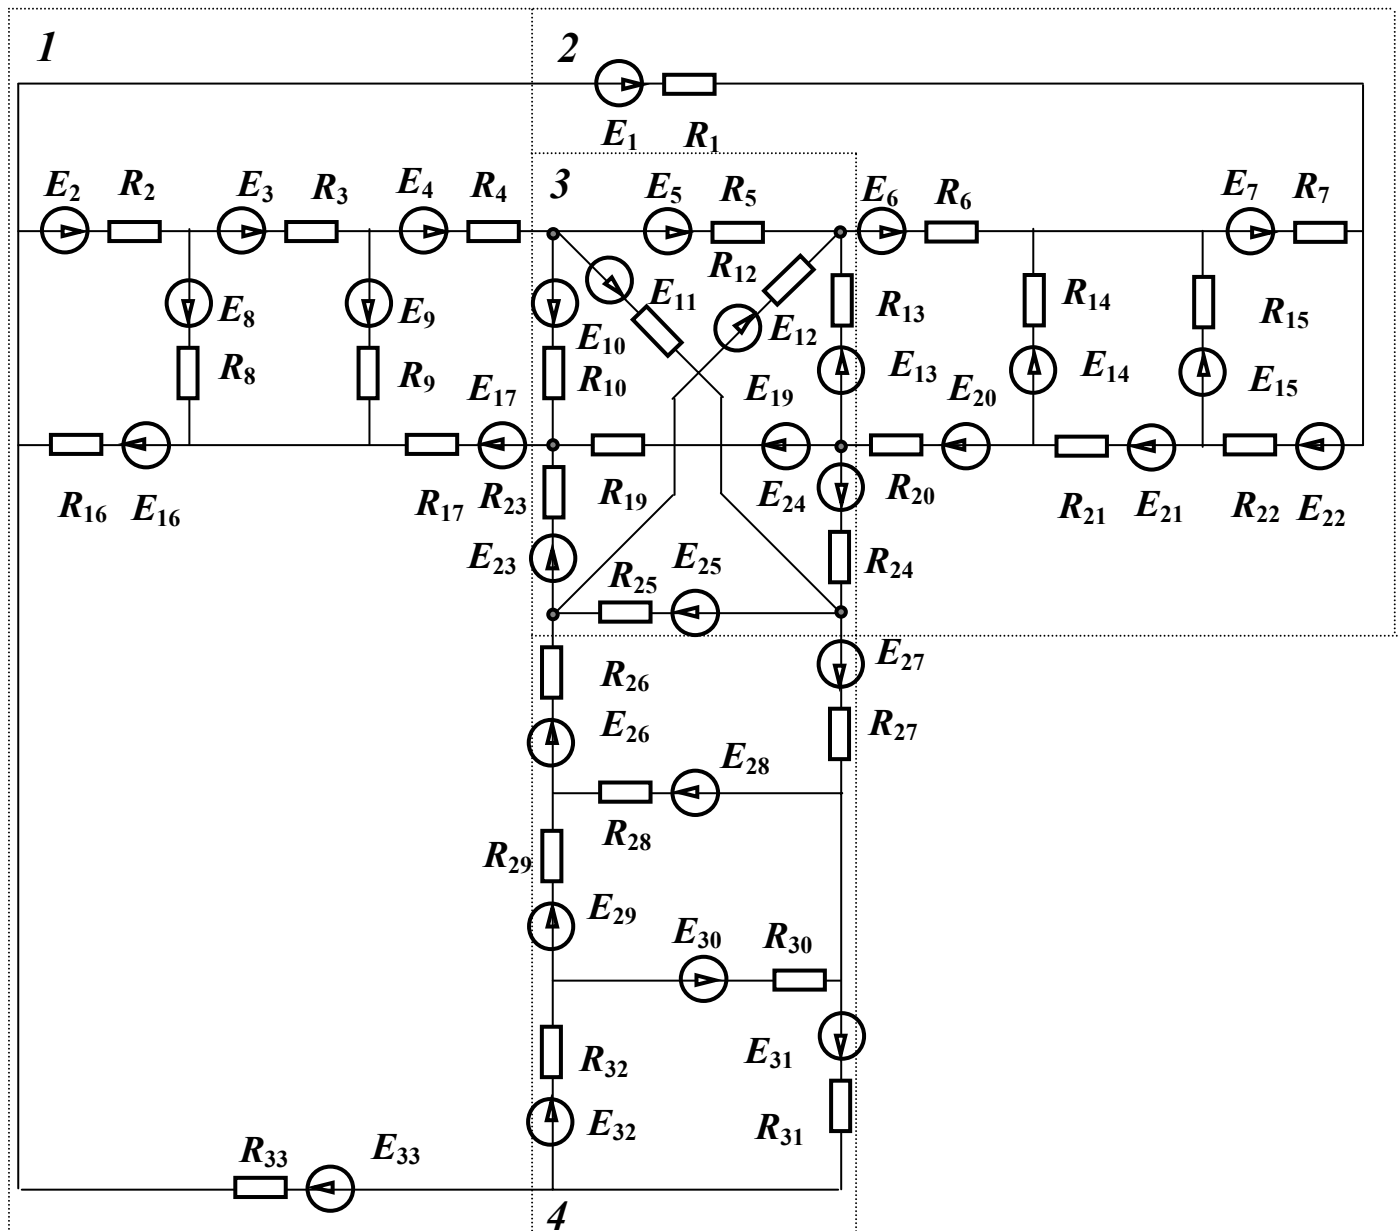 1
2
E1 R1
3
E2 R2 E3 R3 E4 R4 E5 R5 E6 R6 E7 R7
R12
E8 E9 E11 E12 R13 R14 R15
E10
R8 R9 R10 E13 E14 E15
E17 E19 E20
R16 E16 R17 R23 R19 E24 R20 R21 E21 R22 E22
E23 R25 E25 R24
R26 E27
E26 R27
E28
R28
R29
E29
E30 R30
R32 E31
E32 R31
R33 E33
4